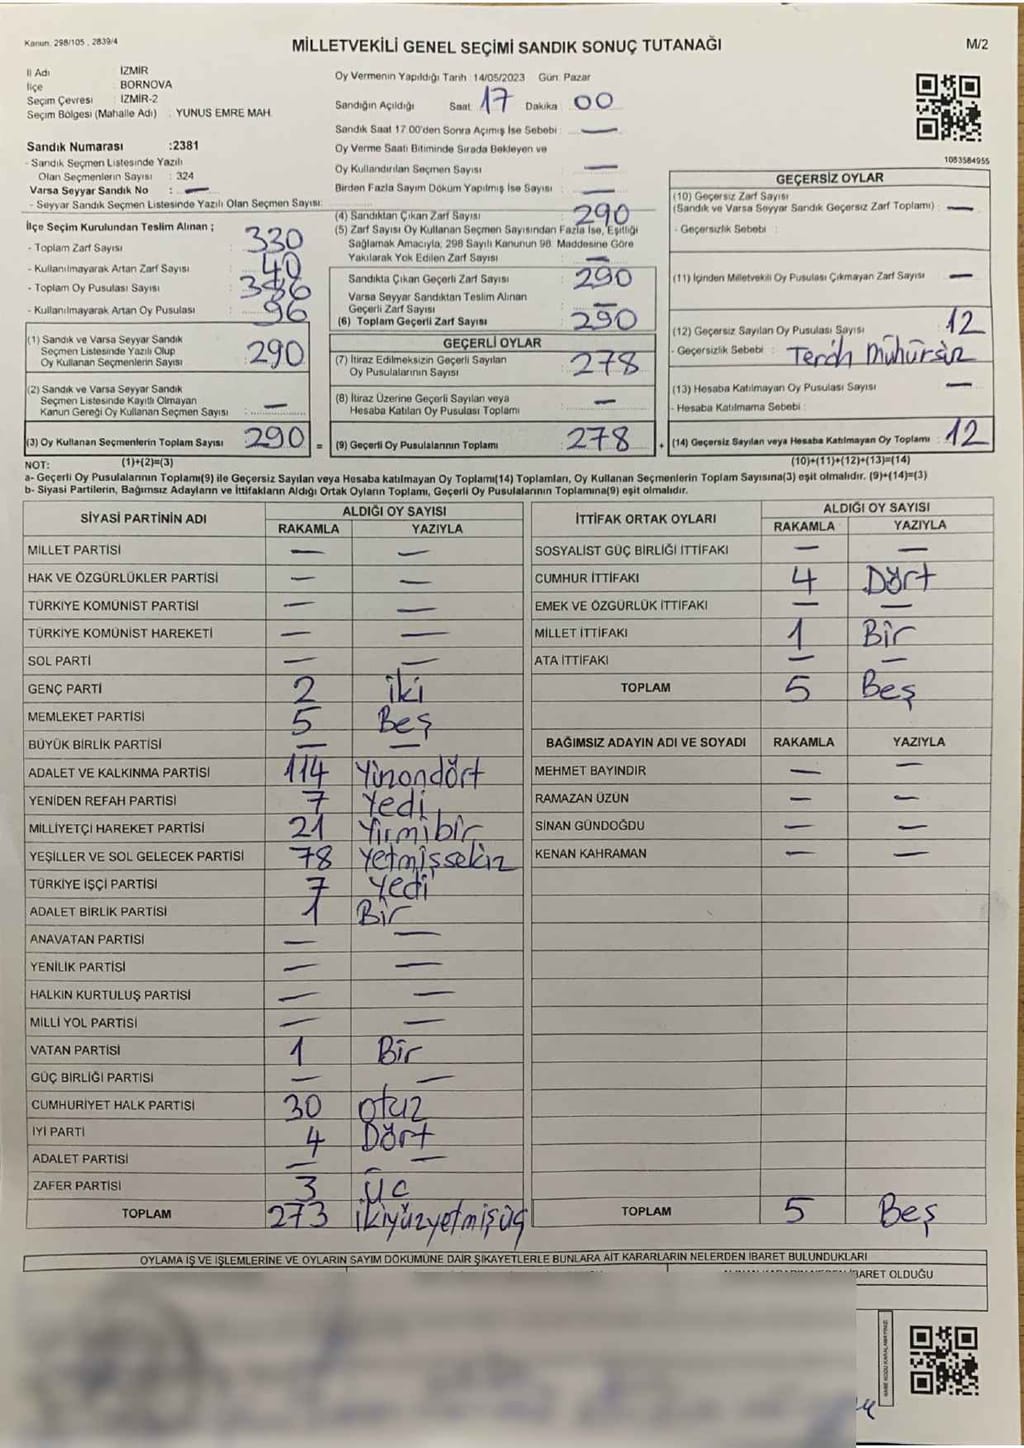 Kanun: 298/105, 2839/4
MİLLETVEKİLİ GENEL SEÇİMİ SANDIK SONUÇ TUTANAĞI
M/2
İl Adı İZMİR
İlçe BORNOVA
Seçim Çevresi İZMİR-2
Seçim Bölgesi (Mahalle Adı) : YUNUS EMRE MAH.
Oy Vermenin Yapıldığı Tarih : 14/05/2023 Gün: Pazar
Sandığın Açıldığı Saat 17 Dakika 00
Sandık Saat 17:00'den Sonra Açımış İse Sebebi : —
Oy Verme Saati Bitiminde Sırada Bekleyen ve
Oy Kullandırılan Seçmen Sayısı —
Birden Fazla Sayım Döküm Yapılmış İse Sayısı : —
Sandık Numarası :2381
- Sandık Seçmen Listesinde Yazılı
Olan Seçmenlerin Sayısı : 324
Varsa Seyyar Sandık No : —
- Seyyar Sandık Seçmen Listesinde Yazılı Olan Seçmen Sayısı:
1083584955
İlçe Seçim Kurulundan Teslim Alınan ;
- Toplam Zarf Sayısı : 330
- Kullanılmayarak Artan Zarf Sayısı : 40
- Toplam Oy Pusulası Sayısı : 386
- Kullanılmayarak Artan Oy Pusulası : 96
(1) Sandık ve Varsa Seyyar Sandık
Seçmen Listesinde Yazılı Olup
Oy Kullanan Seçmenlerin Sayısı : 290
(2) Sandık ve Varsa Seyyar Sandık
Seçmen Listesinde Kayıtlı Olmayan
Kanun Gereği Oy Kullanan Seçmen Sayısı : —
(3) Oy Kullanan Seçmenlerin Toplam Sayısı : 290
(1)+(2)=(3)
(4) Sandıktan Çıkan Zarf Sayısı : 290
(5) Zarf Sayısı Oy Kullanan Seçmen Sayısından Fazla İse, Eşitliği
Sağlamak Amacıyla; 298 Sayılı Kanunun 98. Maddesine Göre
Yakılarak Yok Edilen Zarf Sayısı : —
Sandıkta Çıkan Geçerli Zarf Sayısı : 290
Varsa Seyyar Sandıktan Teslim Alınan
Geçerli Zarf Sayısı : —
(6) Toplam Geçerli Zarf Sayısı : 290
GEÇERLİ OYLAR
(7) İtiraz Edilmeksizin Geçerli Sayılan
Oy Pusulalarının Sayısı : 278
(8) İtiraz Üzerine Geçerli Sayılan veya
Hesaba Katılan Oy Pusulası Toplamı : —
= (9) Geçerli Oy Pusulalarının Toplamı : 278
GEÇERSİZ OYLAR
(10) Geçersiz Zarf Sayısı
(Sandık ve Varsa Seyyar Sandık Geçersiz Zarf Toplamı) : —
- Geçersizlik Sebebi :
(11) İçinden Milletvekili Oy Pusulası Çıkmayan Zarf Sayısı : —
(12) Geçersiz Sayılan Oy Pusulası Sayısı : 12
- Geçersizlik Sebebi : Tercih Mühürsüz
(13) Hesaba Katılmayan Oy Pusulası Sayısı : —
- Hesaba Katılmama Sebebi :
+ (14) Geçersiz Sayılan veya Hesaba Katılmayan Oy Toplamı : 12
(10)+(11)+(12)+(13)=(14)
NOT:
a- Geçerli Oy Pusulalarının Toplamı(9) ile Geçersiz Sayılan veya Hesaba katılmayan Oy Toplamı(14) Toplamları, Oy Kullanan Seçmenlerin Toplam Sayısına(3) eşit olmalıdır. (9)+(14)=(3)
b- Siyasi Partilerin, Bağımsız Adayların ve İttifakların Aldığı Ortak Oyların Toplamı, Geçerli Oy Pusulalarının Toplamına(9) eşit olmalıdır.
SİYASİ PARTİNİN ADI ALDIĞI OY SAYISI
RAKAMLA YAZIYLA
MİLLET PARTİSİ — —
HAK VE ÖZGÜRLÜKLER PARTİSİ — —
TÜRKİYE KOMÜNİST PARTİSİ — —
TÜRKİYE KOMÜNİST HAREKETİ — —
SOL PARTİ — —
GENÇ PARTİ 2 iki
MEMLEKET PARTİSİ 5 Beş
BÜYÜK BİRLİK PARTİSİ — —
ADALET VE KALKINMA PARTİSİ 114 Yüzondört
YENİDEN REFAH PARTİSİ 7 Yedi
MİLLİYETÇİ HAREKET PARTİSİ 21 Yirmibir
YEŞİLLER VE SOL GELECEK PARTİSİ 78 Yetmişsekiz
TÜRKİYE İŞÇİ PARTİSİ 7 Yedi
ADALET BİRLİK PARTİSİ 1 Bir
ANAVATAN PARTİSİ — —
YENİLİK PARTİSİ — —
HALKIN KURTULUŞ PARTİSİ — —
MİLLİ YOL PARTİSİ — —
VATAN PARTİSİ 1 Bir
GÜÇ BİRLİĞİ PARTİSİ — —
CUMHURİYET HALK PARTİSİ 30 otuz
İYİ PARTİ 4 Dört
ADALET PARTİSİ — —
ZAFER PARTİSİ 3 üç
TOPLAM 273 ikiyüzyetmişüç
İTTİFAK ORTAK OYLARI ALDIĞI OY SAYISI
RAKAMLA YAZIYLA
SOSYALİST GÜÇ BİRLİĞİ İTTİFAKI — —
CUMHUR İTTİFAKI 4 Dört
EMEK VE ÖZGÜRLÜK İTTİFAKI — —
MİLLET İTTİFAKI 1 Bir
ATA İTTİFAKI — —
TOPLAM 5 Beş
BAĞIMSIZ ADAYIN ADI VE SOYADI RAKAMLA YAZIYLA
MEHMET BAYINDIR — —
RAMAZAN ÜZÜN — —
SİNAN GÜNDOĞDU — —
KENAN KAHRAMAN — —
TOPLAM 5 Beş
OYLAMA İŞ VE İŞLEMLERİNE VE OYLARIN SAYIM DÖKÜMÜNE DAİR ŞİKAYETLERLE BUNLARA AİT KARARLARIN NELERDEN İBARET BULUNDUKLARI
İBARET OLDUĞU